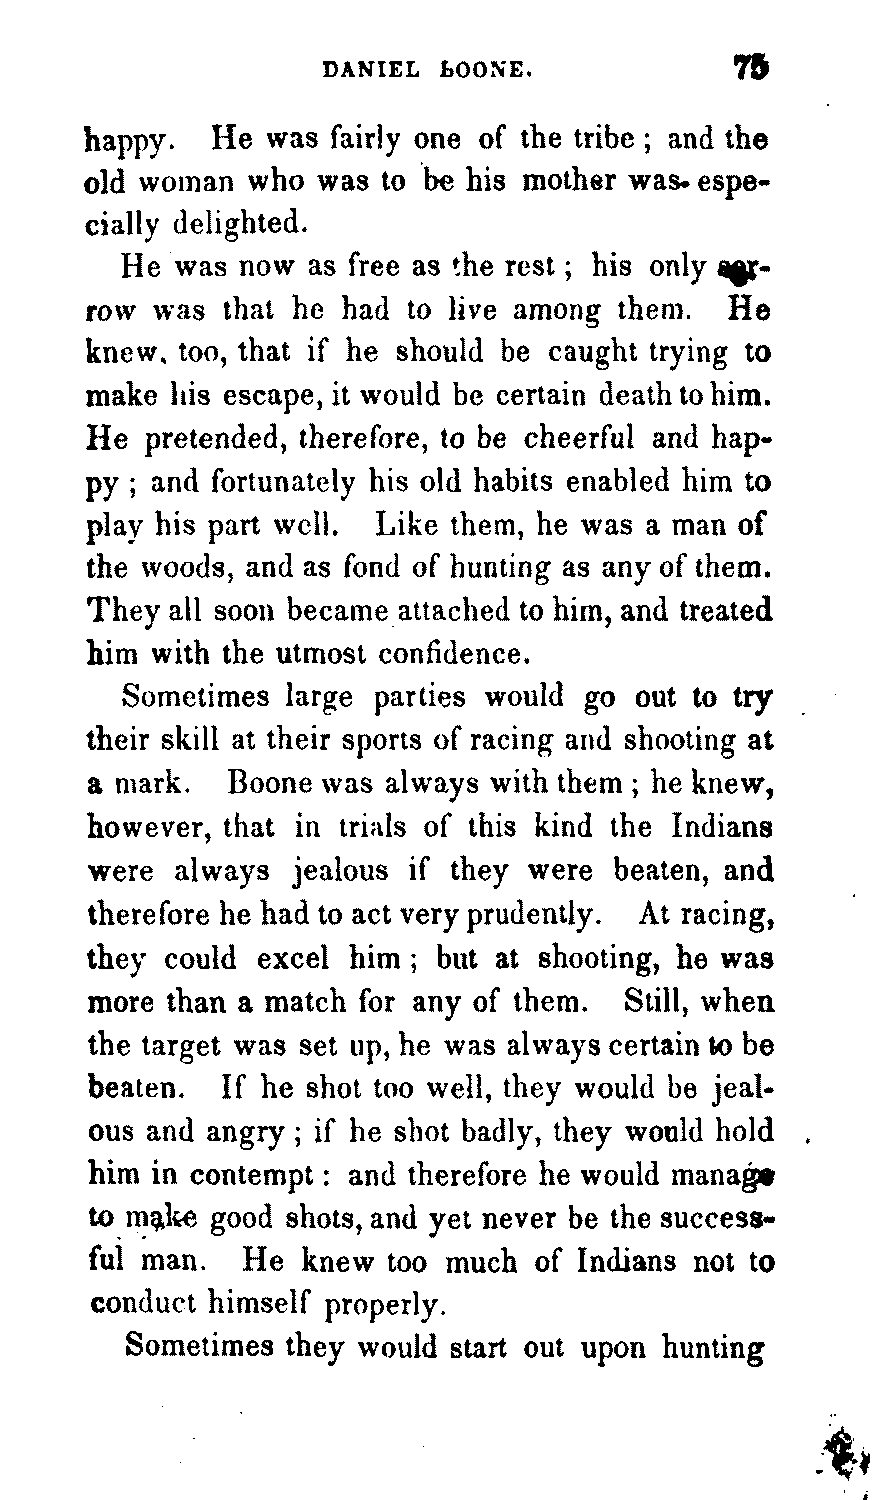 DANIEL BOONE. 75
happy. He was fairly one of the tribe ; and the
old woman who was to be his mother was espe-
cially delighted.
He was now as free as the rest ; his only sor-
row was that he had to live among them. He
knew, too, that if he should be caught trying to
make his escape, it would be certain death to him.
He pretended, therefore, to be cheerful and hap-
py ; and fortunately his old habits enabled him to
play his part well. Like them, he was a man of
the woods, and as fond of hunting as any of them.
They all soon became attached to him, and treated
him with the utmost confidence.
Sometimes large parties would go out to try
their skill at their sports of racing and shooting at
a mark. Boone was always with them ; he knew,
however, that in trials of this kind the Indians
were always jealous if they were beaten, and
therefore he had to act very prudently. At racing,
they could excel him ; but at shooting, he was
more than a match for any of them. Still, when
the target was set up, he was always certain to be
beaten. If he shot too well, they would be jeal-
ous and angry ; if he shot badly, they would hold
him in contempt : and therefore he would manage
to make good shots, and yet never be the success-
ful man. He knew too much of Indians not to
conduct himself properly.
Sometimes they would start out upon hunting